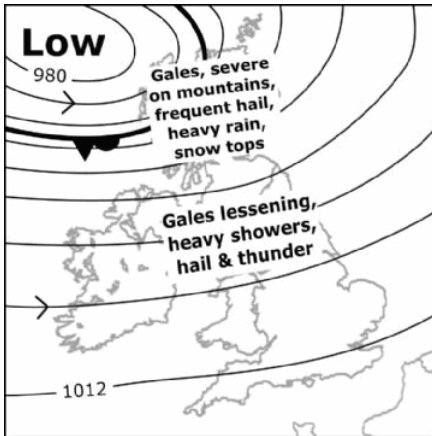 Low
980
Gales, severe
on mountains,
frequent hail,
heavy rain,
snow tops
Gales lessening,
heavy showers,
hail & thunder
1012